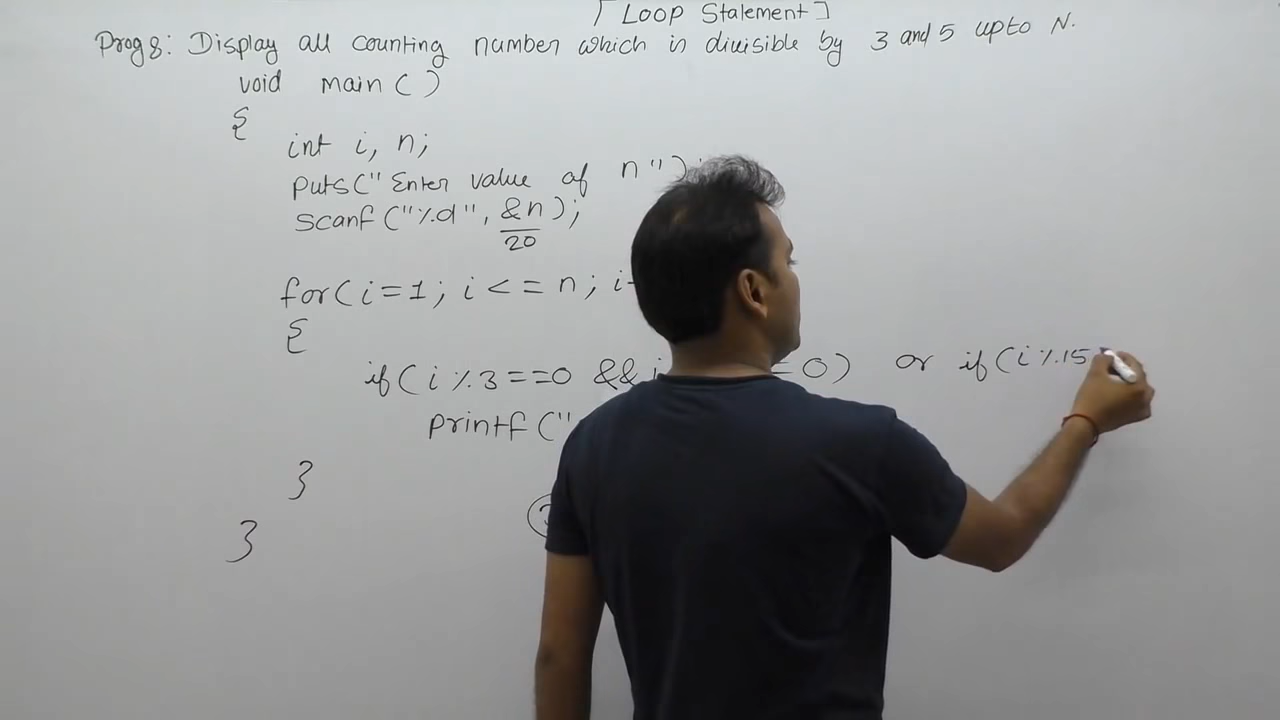 [ Loop Statement ]
Prog 8: Display all counting number which is divisible by 3 and 5 upto N.
void main ( )
{
int i, n;
puts(" Enter value of n");
scanf ("%d", &n);
20
for(i=1; i <= n; i
{
if( i % 3 == 0 && i = 0) or if (i % 15
printf ("
}
}